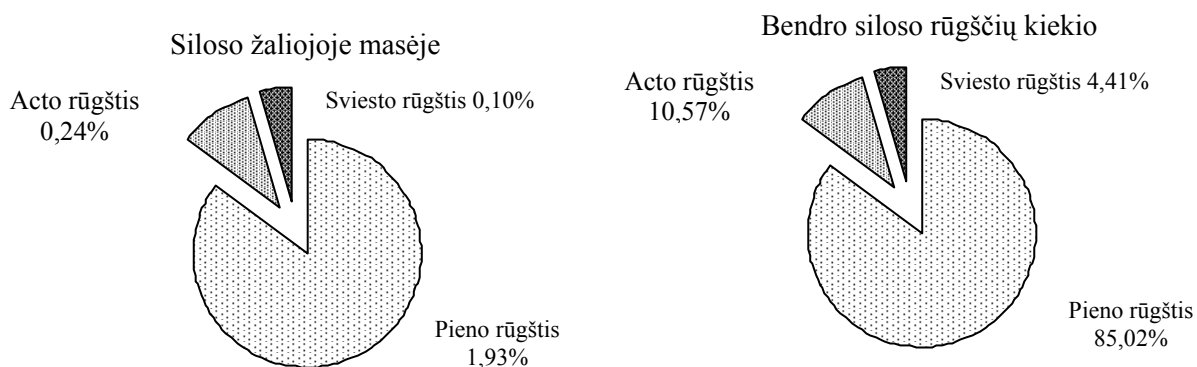 Siloso žaliojoje masėje
Acto rūgštis
0,24%
Sviesto rūgštis 0,10%
Pieno rūgštis
1,93%
Bendro siloso rūgščių kiekio
Acto rūgštis
10,57%
Sviesto rūgštis 4,41%
Pieno rūgštis
85,02%